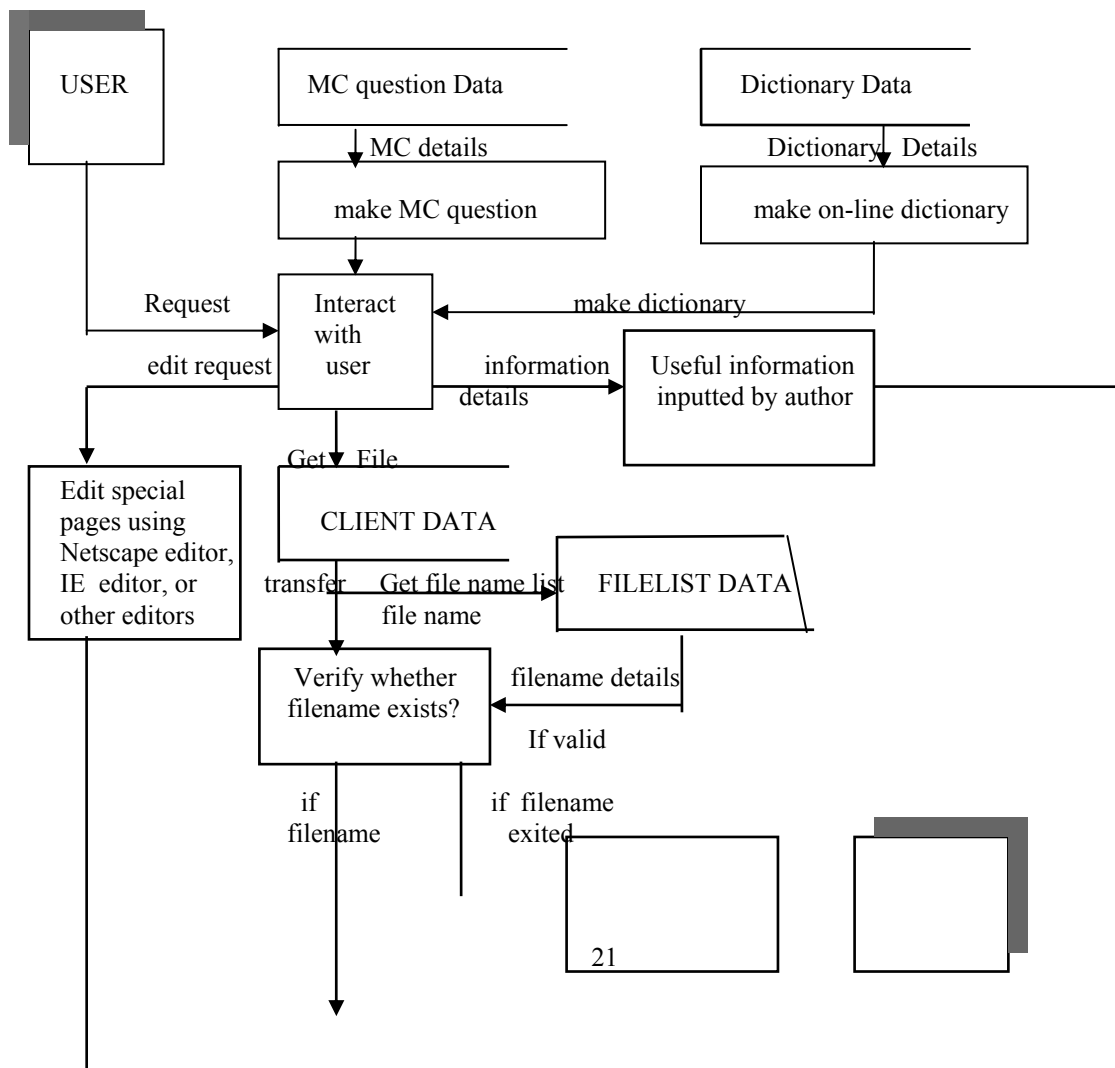 USER
MC question Data
Dictionary Data
MC details
Dictionary Details
make MC question
make on-line dictionary
Request
Interact
with
user
make dictionary
edit request
information
details
Useful information
inputted by author
Get File
Edit special
pages using
Netscape editor,
IE editor, or
other editors
CLIENT DATA
transfer
Get file name list
file name
FILELIST DATA
Verify whether
filename exists?
filename details
If valid
if
filename
if filename
exited
21